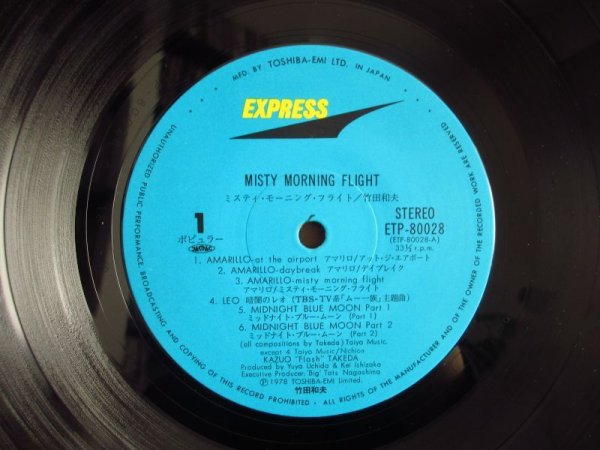 MFD. BY TOSHIBA-EMI LTD. IN JAPAN
EXPRESS
MISTY MORNING FLIGHT
ミスティ・モーニング・フライト/竹田和夫
1
ポピュラー
STEREO
ETP-80028
(ETP-80028-A)
33⅓ r.p.m.
1. AMARILLO-at the airport アマリロ/アット・ジ・エアポート
2. AMARILLO-daybreak アマリロ/デイブレイク
3. AMARILLO-misty morning flight
アマリロ/ミスティ・モーニング・フライト
4. LEO 暗闇のレオ (TBS-TV系「ムー一族」主題曲)
5. MIDNIGHT BLUE MOON Part 1
ミッドナイト・ブルー・ムーン (Part 1)
6. MIDNIGHT BLUE MOON Part 2
ミッドナイト・ブルー・ムーン (Part 2)
(all compositions by Takeda) Taiyo Music.
except 4 Taiyo Music/Nichion
KAZUO "Flash" TAKEDA
Produced by Yuya Uchida & Kei Ishizaka
Executive Producer: 'Big' Tats Nagashima
Ⓟ1978 TOSHIBA-EMI Limited.
竹田和夫
UNAUTHORIZED PUBLIC PERFORMANCE BROADCASTING AND COPYING OF THIS RECORD PROHIBITED • ALL RIGHTS OF THE MANUFACTURER AND OF THE OWNER OF THE RECORDED WORK ARE RESERVED